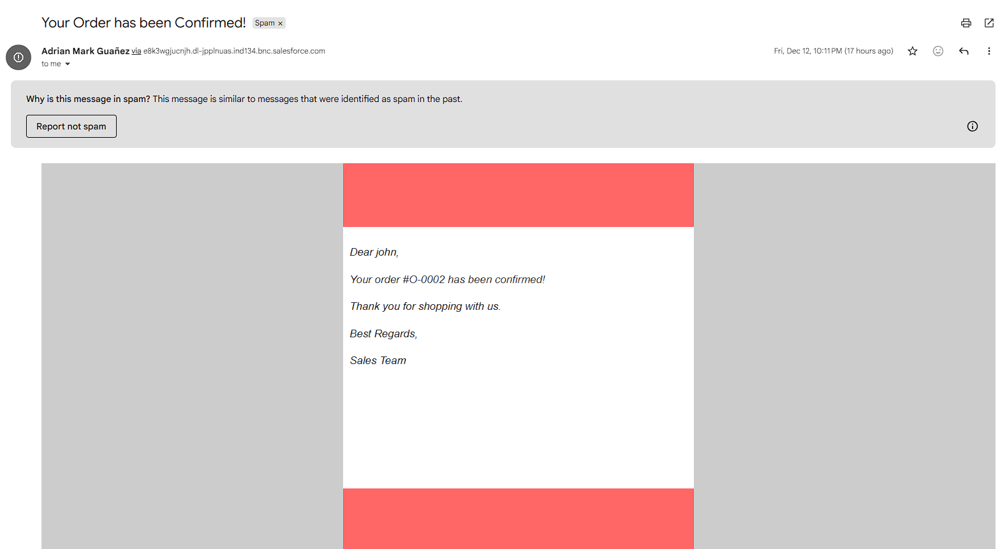 Your Order has been Confirmed! Spam ×
Adrian Mark Guañez via e8k3wgjucnjh.dl-jpplnuas.ind134.bnc.salesforce.com
Fri, Dec 12, 10:11 PM (17 hours ago)
to me
Why is this message in spam? This message is similar to messages that were identified as spam in the past.
Report not spam
Dear john,
Your order #O-0002 has been confirmed!
Thank you for shopping with us.
Best Regards,
Sales Team